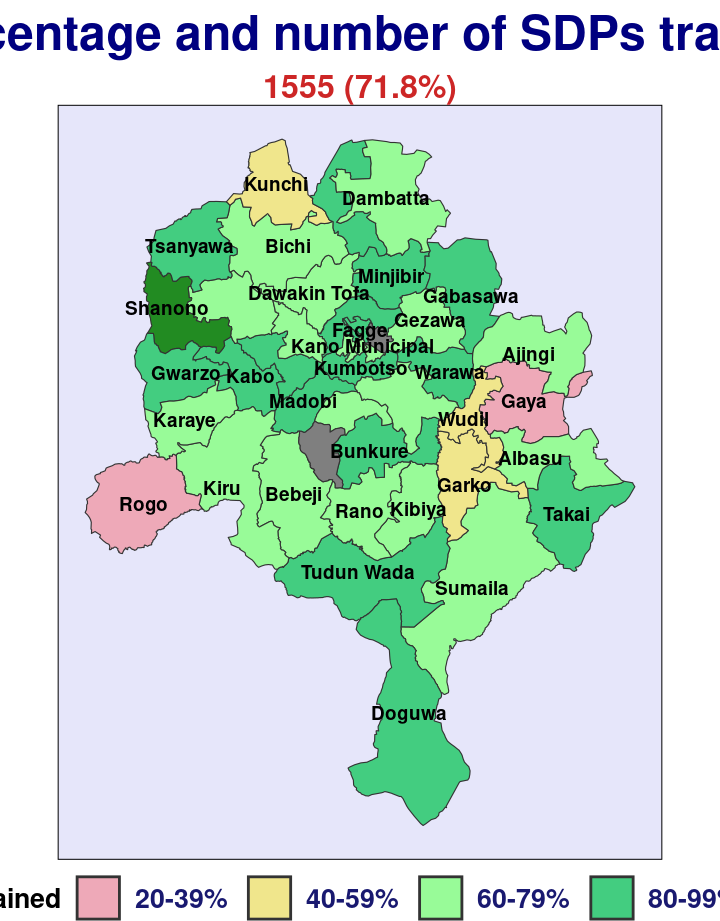 centage and number of SDPs tra
1555 (71.8%)
Kunchi
Dambatta
Tsanyawa
Bichi
Minjibir
Dawakin Tofa
Gabasawa
Shanono
Gezawa
Fagge
Kano Municipal
Ajingi
Kumbotso
Gwarzo
Kabo
Warawa
Madobi
Gaya
Karaye
Wudil
Bunkure
Albasu
Garko
Kiru
Bebeji
Rogo
Rano
Kibiya
Takai
Tudun Wada
Sumaila
Doguwa
ained 20-39% 40-59% 60-79% 80-99%